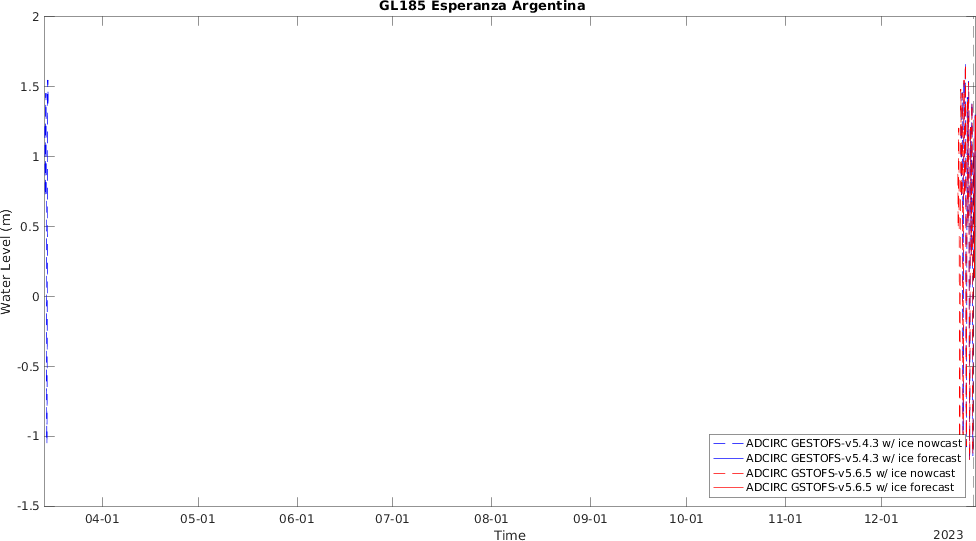 GL185 Esperanza Argentina
2
1.5
1
0.5
0
-0.5
-1
-1.5
Water Level (m)
ADCIRC GESTOFS-v5.4.3 w/ ice nowcast
ADCIRC GESTOFS-v5.4.3 w/ ice forecast
ADCIRC GSTOFS-v5.6.5 w/ ice nowcast
ADCIRC GSTOFS-v5.6.5 w/ ice forecast
04-01 05-01 06-01 07-01 08-01 09-01 10-01 11-01 12-01
Time
2023